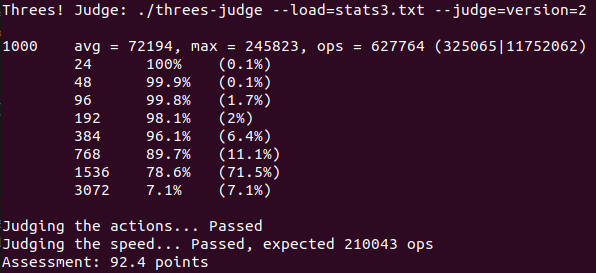 Threes! Judge: ./threes-judge --load=stats3.txt --judge=version=2
1000 avg = 72194, max = 245823, ops = 627764 (325065|11752062)
24 100% (0.1%)
48 99.9% (0.1%)
96 99.8% (1.7%)
192 98.1% (2%)
384 96.1% (6.4%)
768 89.7% (11.1%)
1536 78.6% (71.5%)
3072 7.1% (7.1%)
Judging the actions... Passed
Judging the speed... Passed, expected 210043 ops
Assessment: 92.4 points